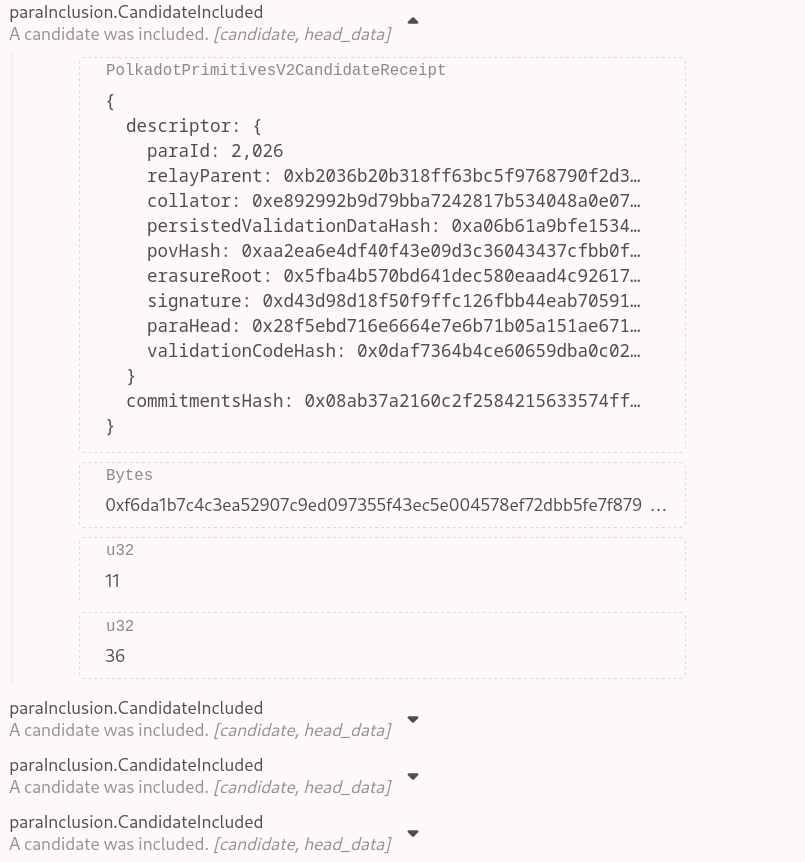 paraInclusion.CandidateIncluded
A candidate was included. [candidate, head_data]
PolkadotPrimitivesV2CandidateReceipt
{
descriptor: {
paraId: 2,026
relayParent: 0xb2036b20b318ff63bc5f9768790f2d3…
collator: 0xe892992b9d79bba7242817b534048a0e07…
persistedValidationDataHash: 0xa06b61a9bfe1534…
povHash: 0xaa2ea6e4df40f43e09d3c36043437cfbb0f…
erasureRoot: 0x5fba4b570bd641dec580eaad4c92617…
signature: 0xd43d98d18f50f9ffc126fbb44eab70591…
paraHead: 0x28f5ebd716e6664e7e6b71b05a151ae671…
validationCodeHash: 0x0daf7364b4ce60659dba0c02…
}
commitmentsHash: 0x08ab37a2160c2f2584215633574ff…
}
Bytes
0xf6da1b7c4c3ea52907c9ed097355f43ec5e004578ef72dbb5fe7f879 …
u32
11
u32
36
paraInclusion.CandidateIncluded
A candidate was included. [candidate, head_data]
paraInclusion.CandidateIncluded
A candidate was included. [candidate, head_data]
paraInclusion.CandidateIncluded
A candidate was included. [candidate, head_data]